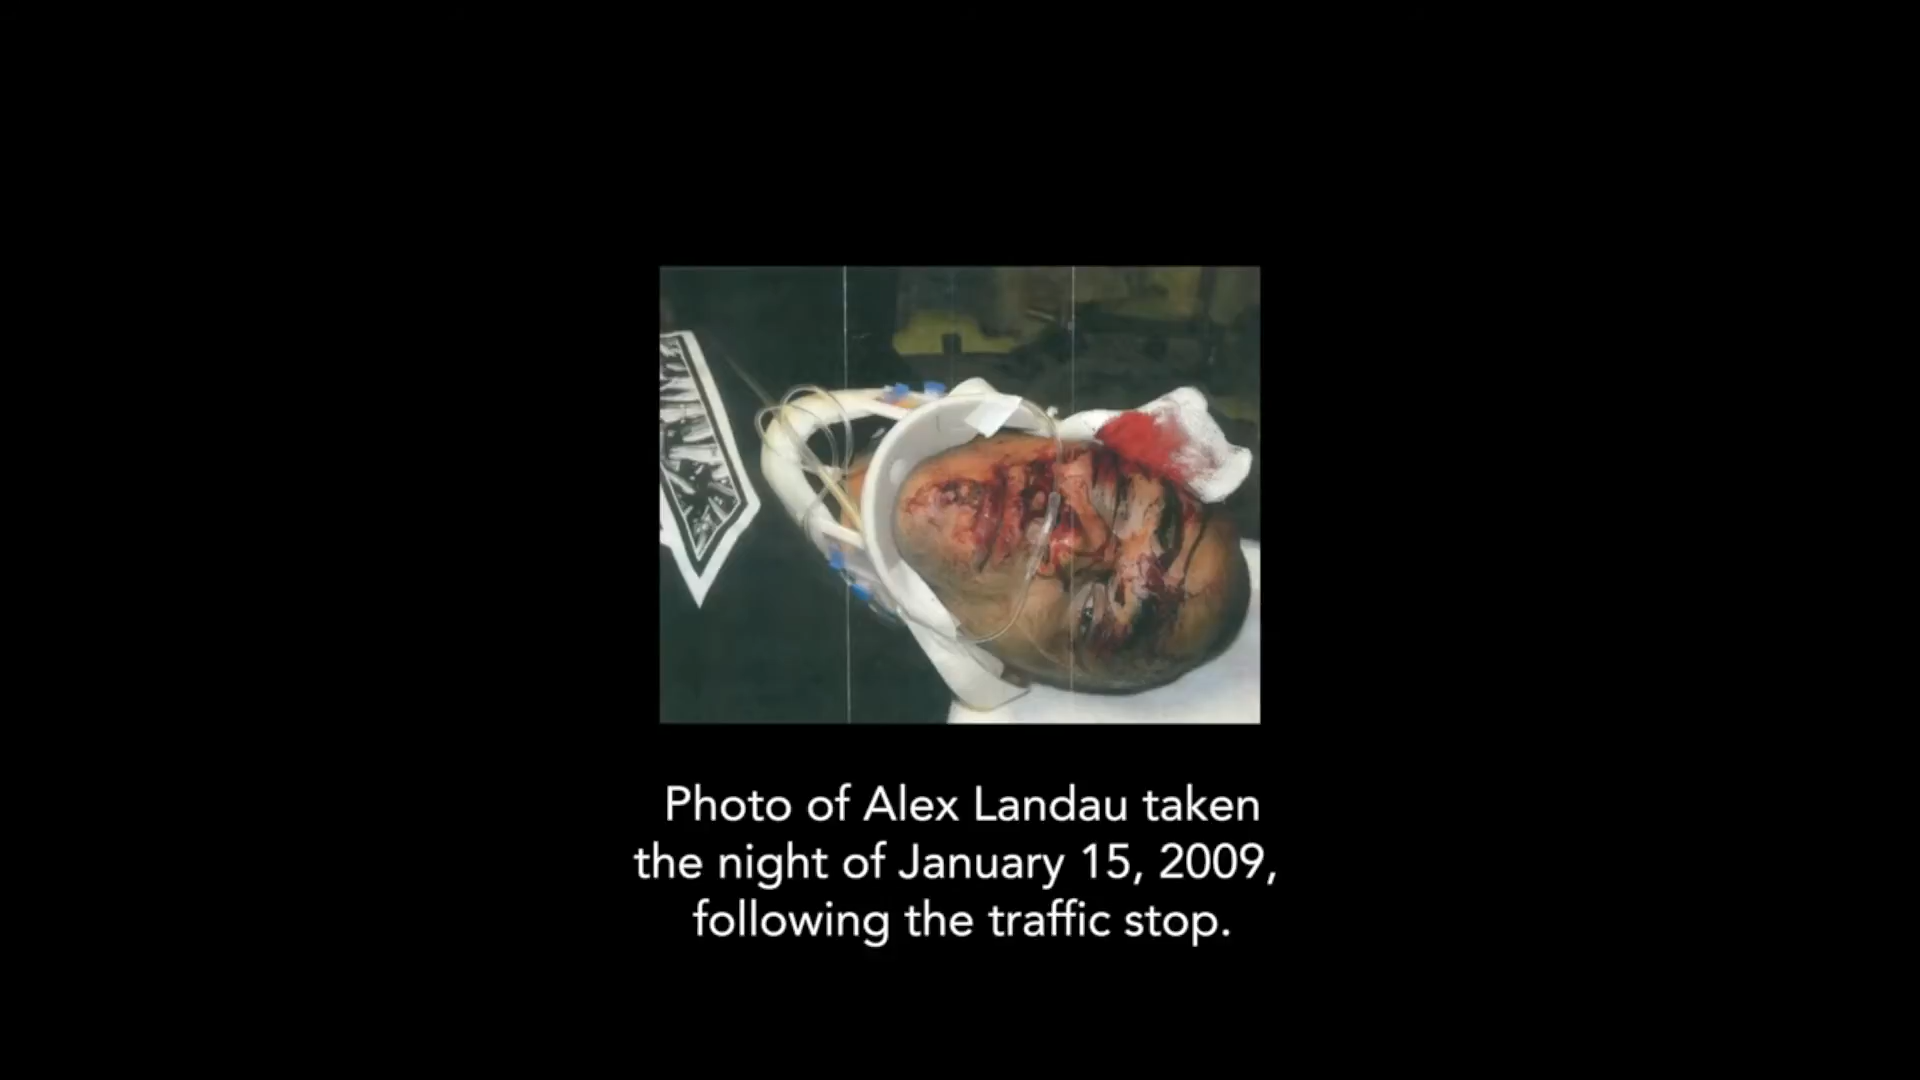 Photo of Alex Landau taken
the night of January 15, 2009,
following the traffic stop.